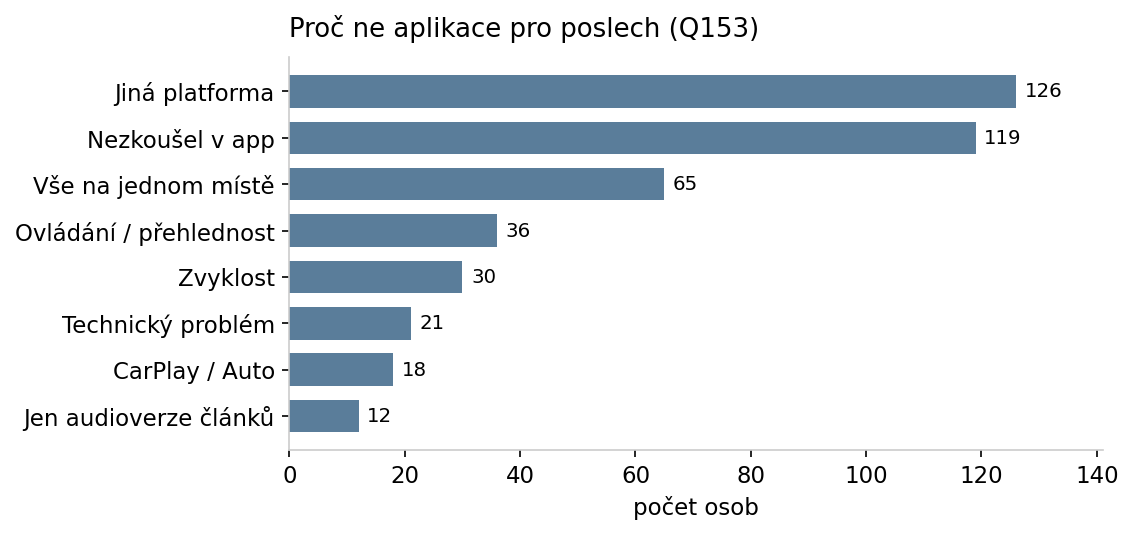 Proč ne aplikace pro poslech (Q153)
Jiná platforma 126
Nezkoušel v app 119
Vše na jednom místě 65
Ovládání / přehlednost 36
Zvyklost 30
Technický problém 21
CarPlay / Auto 18
Jen audioverze článků 12
0 20 40 60 80 100 120 140
počet osob